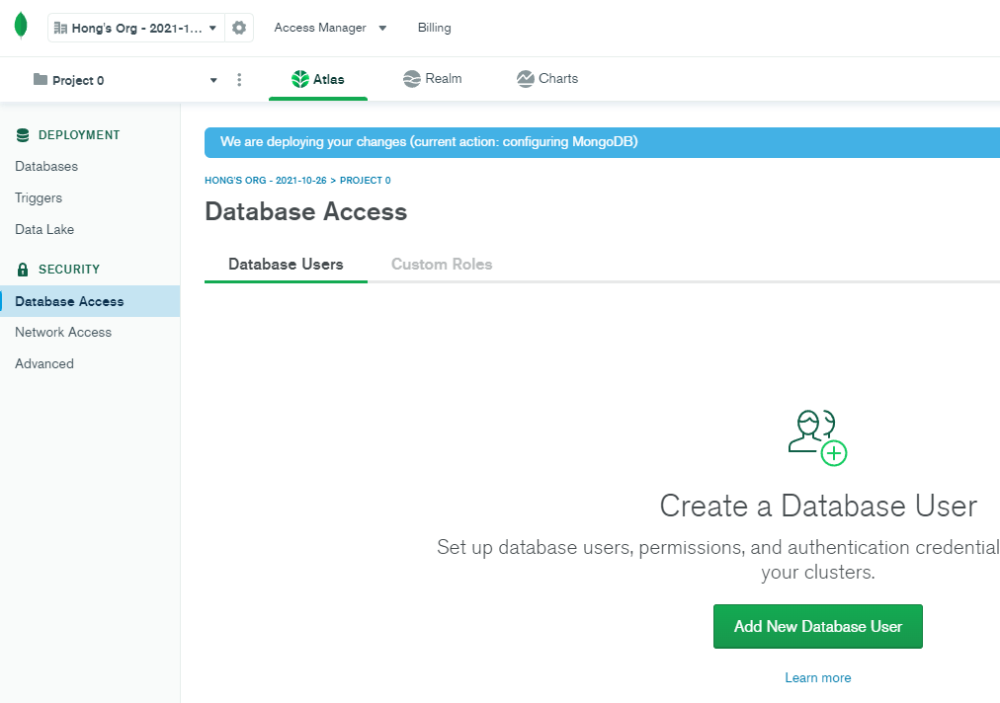 Hong's Org - 2021-1...
Access Manager
Billing
Project 0
Atlas
Realm
Charts
DEPLOYMENT
Databases
Triggers
Data Lake
SECURITY
Database Access
Network Access
Advanced
We are deploying your changes (current action: configuring MongoDB)
HONG'S ORG - 2021-10-26 > PROJECT 0
Database Access
Database Users
Custom Roles
Create a Database User
Set up database users, permissions, and authentication credential
your clusters.
Add New Database User
Learn more